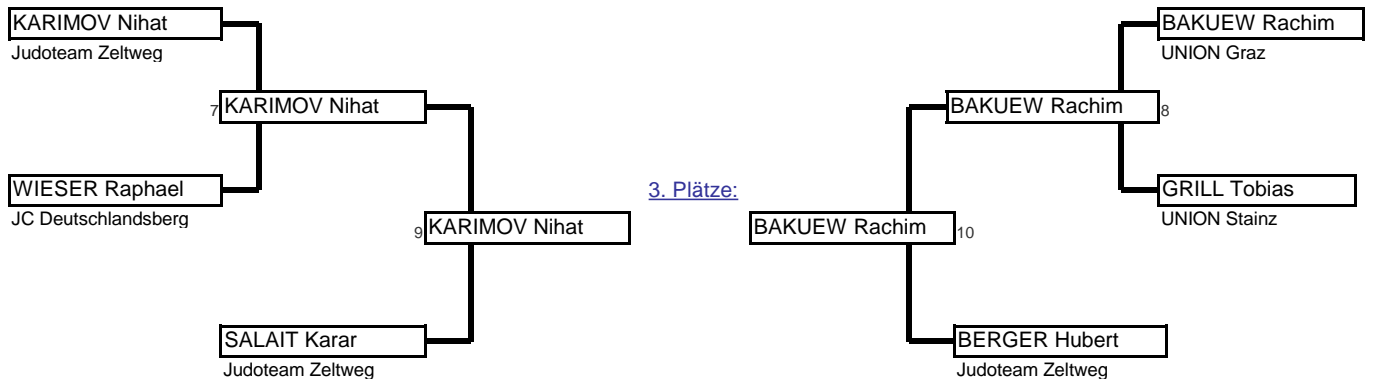 KARIMOV Nihat
Judoteam Zeltweg
7 KARIMOV Nihat
WIESER Raphael
JC Deutschlandsberg
9 KARIMOV Nihat
SALAIT Karar
Judoteam Zeltweg
3. Plätze:
BAKUEW Rachim
UNION Graz
BAKUEW Rachim 8
GRILL Tobias
UNION Stainz
BAKUEW Rachim 10
BERGER Hubert
Judoteam Zeltweg